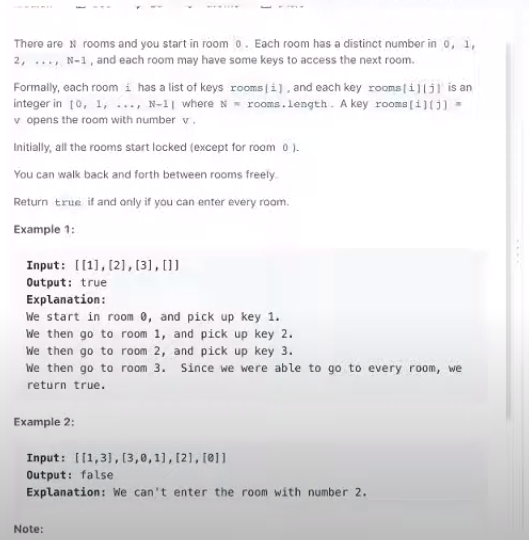 There are N rooms and you start in room 0. Each room has a distinct number in 0, 1,
2, ..., N-1, and each room may have some keys to access the next room.
Formally, each room i has a list of keys rooms[i], and each key rooms[i][j] is an
integer in [0, 1, ..., N-1] where N = rooms.length. A key rooms[i][j] =
v opens the room with number v.
Initially, all the rooms start locked (except for room 0).
You can walk back and forth between rooms freely.
Return true if and only if you can enter every room.
Example 1:
Input: [[1],[2],[3],[]]
Output: true
Explanation:
We start in room 0, and pick up key 1.
We then go to room 1, and pick up key 2.
We then go to room 2, and pick up key 3.
We then go to room 3. Since we were able to go to every room, we
return true.
Example 2:
Input: [[1,3],[3,0,1],[2],[0]]
Output: false
Explanation: We can't enter the room with number 2.
Note: